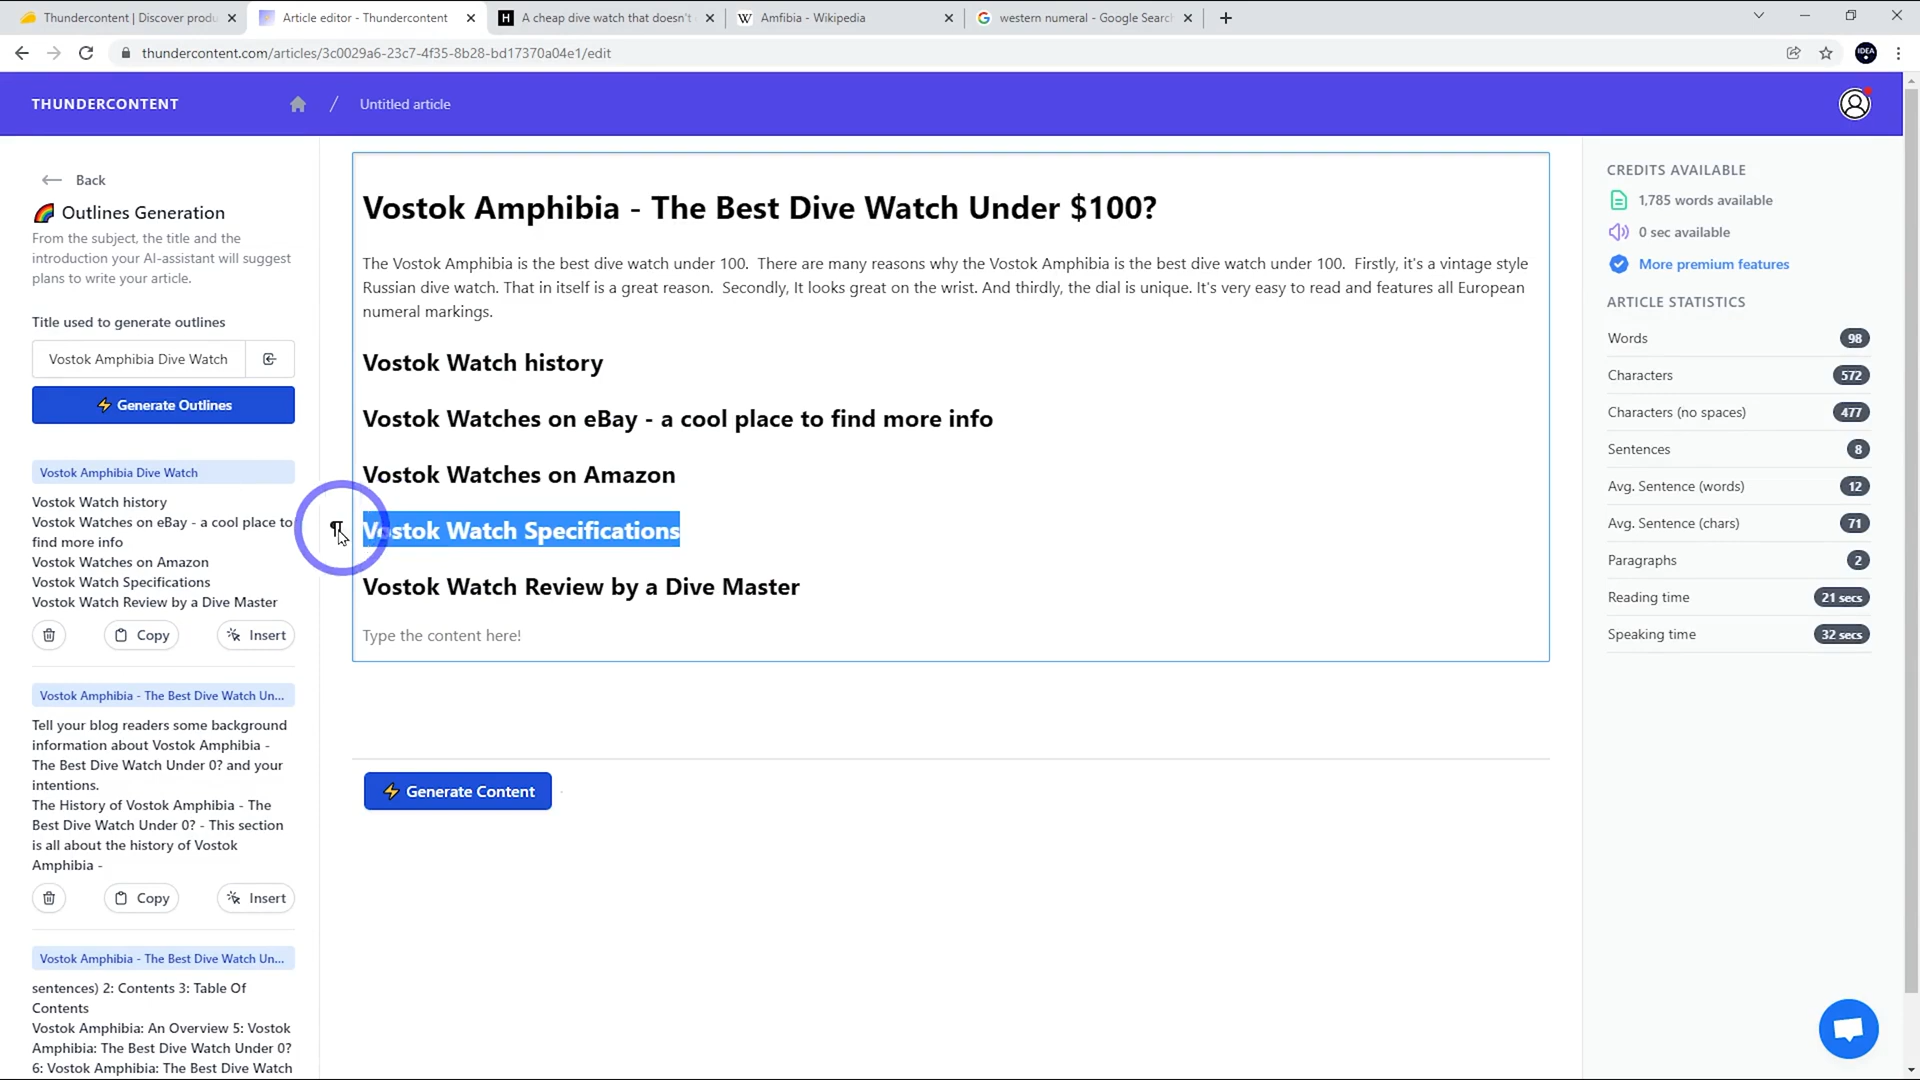 Thundercontent | Discover produ
Article editor - Thundercontent
A cheap dive watch that doesn't
W Amfibia - Wikipedia
western numeral - Google Searc
thundercontent.com/articles/3c0029a6-23c7-4f35-8b28-bd17370a04e1/edit
IDEA
THUNDERCONTENT
/
Untitled article
Back
Outlines Generation
From the subject, the title and the
introduction your AI-assistant will suggest
plans to write your article.
Title used to generate outlines
Vostok Amphibia Dive Watch
Generate Outlines
Vostok Amphibia Dive Watch
Vostok Watch history
Vostok Watches on eBay - a cool place to
find more info
Vostok Watches on Amazon
Vostok Watch Specifications
Vostok Watch Review by a Dive Master
Copy
Insert
Vostok Amphibia - The Best Dive Watch Un...
Tell your blog readers some background
information about Vostok Amphibia -
The Best Dive Watch Under 0? and your
intentions.
The History of Vostok Amphibia - The
Best Dive Watch Under 0? - This section
is all about the history of Vostok
Amphibia -
Copy
Insert
Vostok Amphibia - The Best Dive Watch Un...
sentences) 2: Contents 3: Table Of
Contents
Vostok Amphibia: An Overview 5: Vostok
Amphibia: The Best Dive Watch Under 0?
6: Vostok Amphibia: The Best Dive Watch
Vostok Amphibia - The Best Dive Watch Under $100?
The Vostok Amphibia is the best dive watch under 100. There are many reasons why the Vostok Amphibia is the best dive watch under 100. Firstly, it's a vintage style
Russian dive watch. That in itself is a great reason. Secondly, It looks great on the wrist. And thirdly, the dial is unique. It's very easy to read and features all European
numeral markings.
Vostok Watch history
Vostok Watches on eBay - a cool place to find more info
Vostok Watches on Amazon
¶ Vostok Watch Specifications
Vostok Watch Review by a Dive Master
Type the content here!
Generate Content
CREDITS AVAILABLE
1,785 words available
0 sec available
More premium features
ARTICLE STATISTICS
Words 98
Characters 572
Characters (no spaces) 477
Sentences 8
Avg. Sentence (words) 12
Avg. Sentence (chars) 71
Paragraphs 2
Reading time 21 secs
Speaking time 32 secs